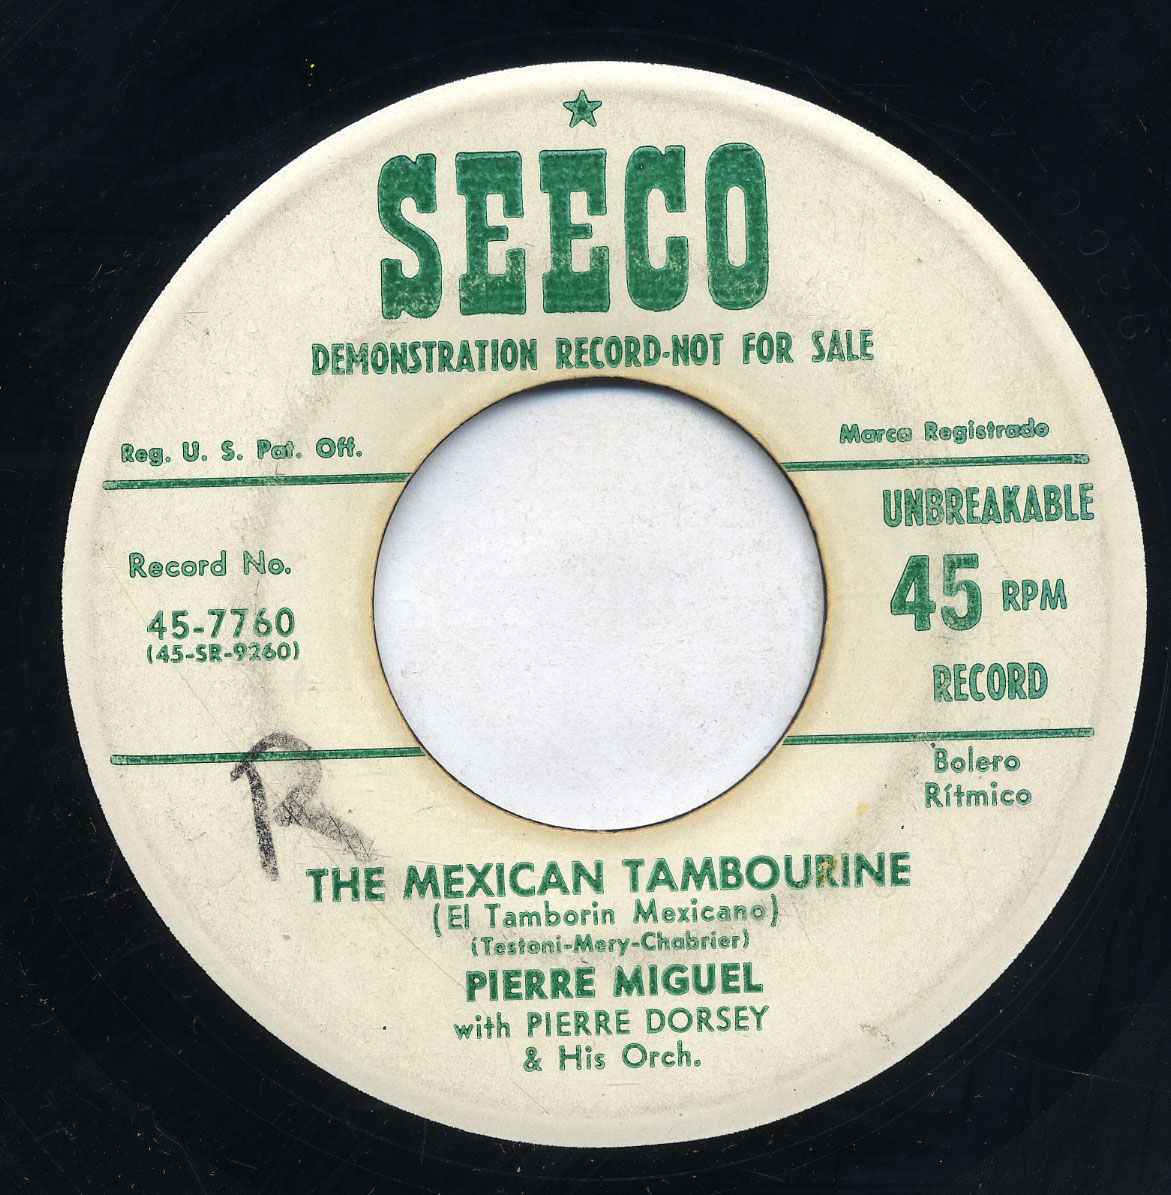 SEECO
DEMONSTRATION RECORD-NOT FOR SALE
Reg. U. S. Pat. Off.
Marca Registrado
UNBREAKABLE
45 RPM
RECORD
Record No.
45-7760
(45-SR-9260)
Bolero
Rítmico
R
THE MEXICAN TAMBOURINE
(El Tamborin Mexicano)
(Testoni-Mery-Chabrier)
PIERRE MIGUEL
with PIERRE DORSEY
& His Orch.